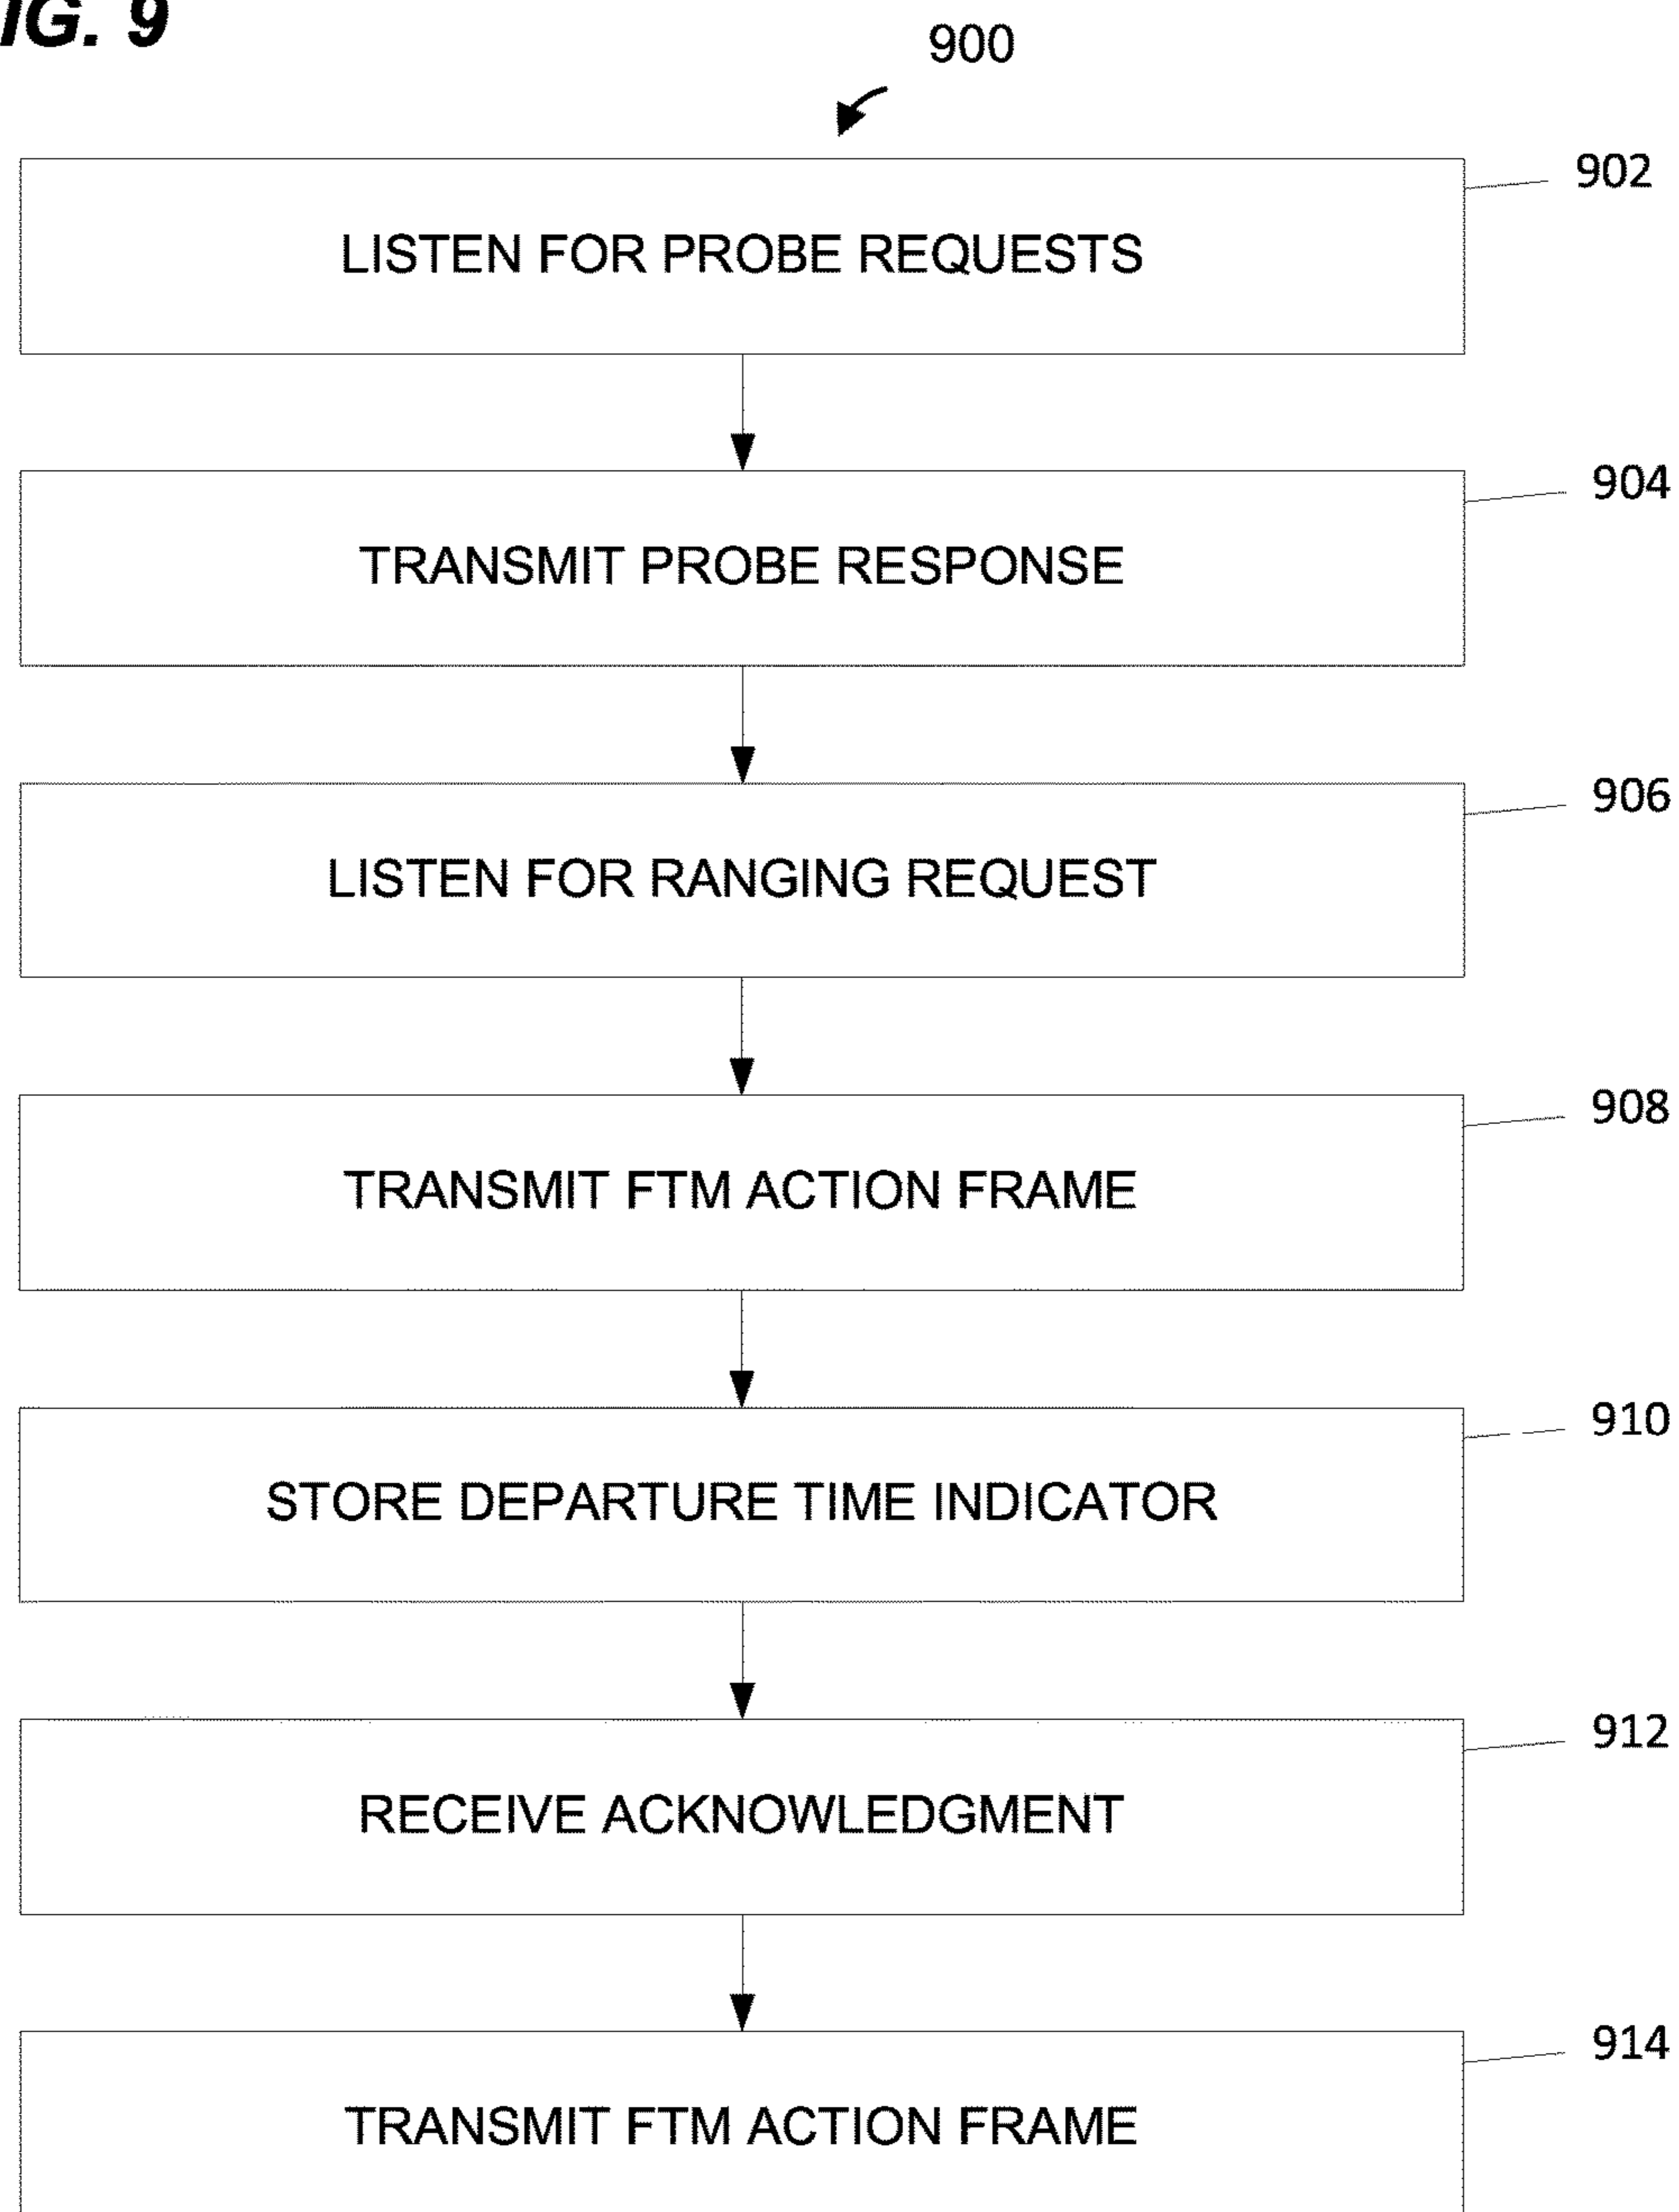 IG. 9
900
902
LISTEN FOR PROBE REQUESTS
904
TRANSMIT PROBE RESPONSE
906
LISTEN FOR RANGING REQUEST
908
TRANSMIT FTM ACTION FRAME
910
STORE DEPARTURE TIME INDICATOR
912
RECEIVE ACKNOWLEDGMENT
914
TRANSMIT FTM ACTION FRAME